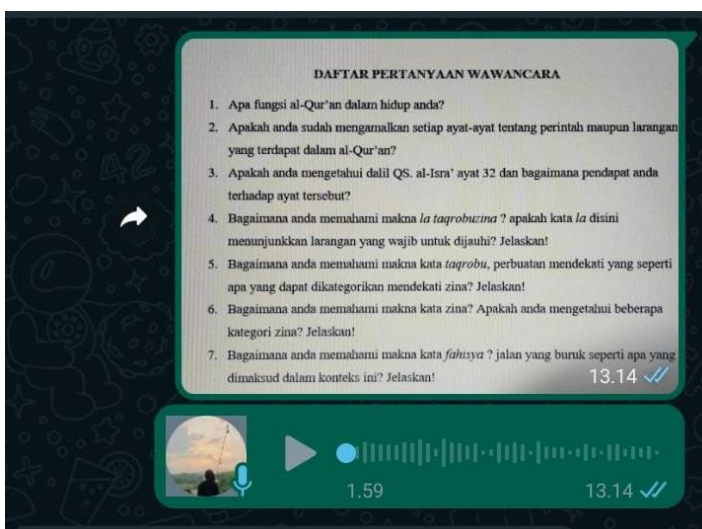 DAFTAR PERTANYAAN WAWANCARA
1. Apa fungsi al-Qur'an dalam hidup anda?
2. Apakah anda sudah mengamalkan setiap ayat-ayat tentang perintah maupun larangan
yang terdapat dalam al-Qur'an?
3. Apakah anda mengetahui dalil QS. al-Isra' ayat 32 dan bagaimana pendapat anda
terhadap ayat tersebut?
4. Bagaimana anda memahami makna la taqrobuzina ? apakah kata la disini
menunjunkkan larangan yang wajib untuk dijauhi? Jelaskan!
5. Bagaimana anda memahami makna kata taqrobu, perbuatan mendekati yang seperti
apa yang dapat dikategorikan mendekati zina? Jelaskan!
6. Bagaimana anda memahami makna kata zina? Apakah anda mengetahui beberapa
kategori zina? Jelaskan!
7. Bagaimana anda memahami makna kata fahisya ? jalan yang buruk seperti apa yang
dimaksud dalam konteks ini? Jelaskan!
13.14
1.59
13.14